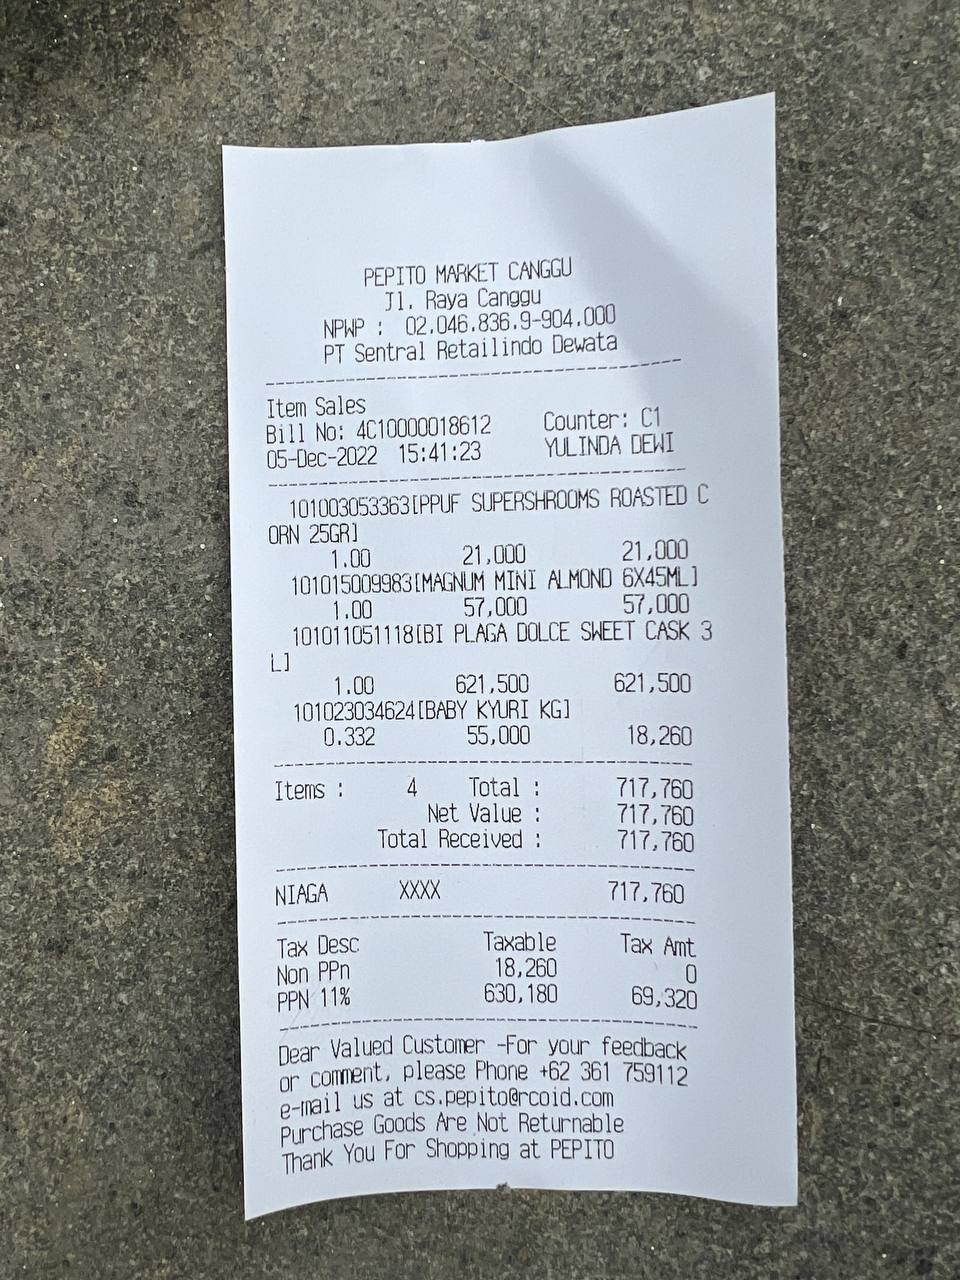 PEPITO MARKET CANGGU
Jl. Raya Canggu
NPWP : 02.046.836.9-904.000
PT Sentral Retailindo Dewata
Item Sales
Bill No: 4C10000018612 Counter: C1
05-Dec-2022 15:41:23 YULINDA DEWI
101003053363[PPUF SUPERSHROOMS ROASTED C
ORN 25GR]
1.00 21,000 21,000
101015009983[MAGNUM MINI ALMOND 6X45ML]
1.00 57,000 57,000
101011051118[BI PLAGA DOLCE SWEET CASK 3
L]
1.00 621,500 621,500
101023034624[BABY KYURI KG]
0.332 55,000 18,260
Items : 4 Total : 717,760
Net Value : 717,760
Total Received : 717,760
NIAGA XXXX 717,760
Tax Desc Taxable Tax Amt
Non PPn 18,260 0
PPN 11% 630,180 69,320
Dear Valued Customer -For your feedback
or comment, please Phone +62 361 759112
e-mail us at cs.pepito@rcoid.com
Purchase Goods Are Not Returnable
Thank You For Shopping at PEPITO